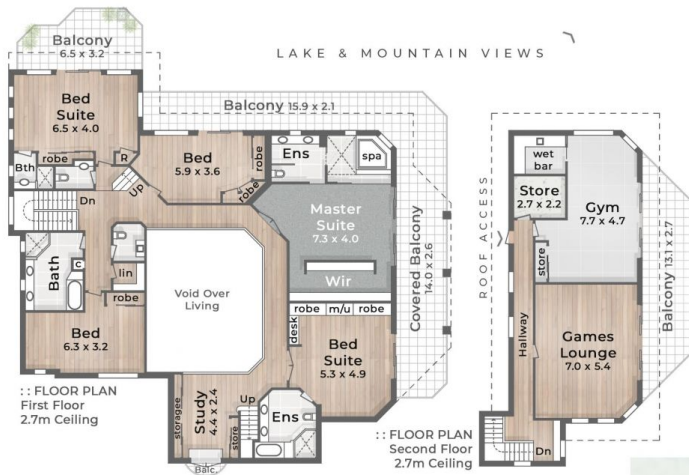 LAKE & MOUNTAIN VIEWS
Balcony
6.5 x 3.2
Bed
Suite
6.5 x 4.0
robe
R
Bth
Balcony 15.9 x 2.1
Bed
5.9 x 3.6
robe
robe
Ens
spa
UP
Dn
Master
Suite
7.3 x 4.0
Wir
Covered Balcony
14.0 x 2.6
Bath
C
lin
robe
Bed
6.3 x 3.2
Void Over
Living
robe
m/u
robe
desk
Bed
Suite
5.3 x 4.9
storagee
Study
4.4 x 2.4
Up
store
Ens
Balc.
:: FLOOR PLAN
First Floor
2.7m Ceiling
wet
bar
Store
2.7 x 2.2
Gym
7.7 x 4.7
store
ROOF ACCESS
Hallway
Balcony 13.1 x 2.7
Games
Lounge
7.0 x 5.4
Dn
:: FLOOR PLAN
Second Floor
2.7m Ceiling